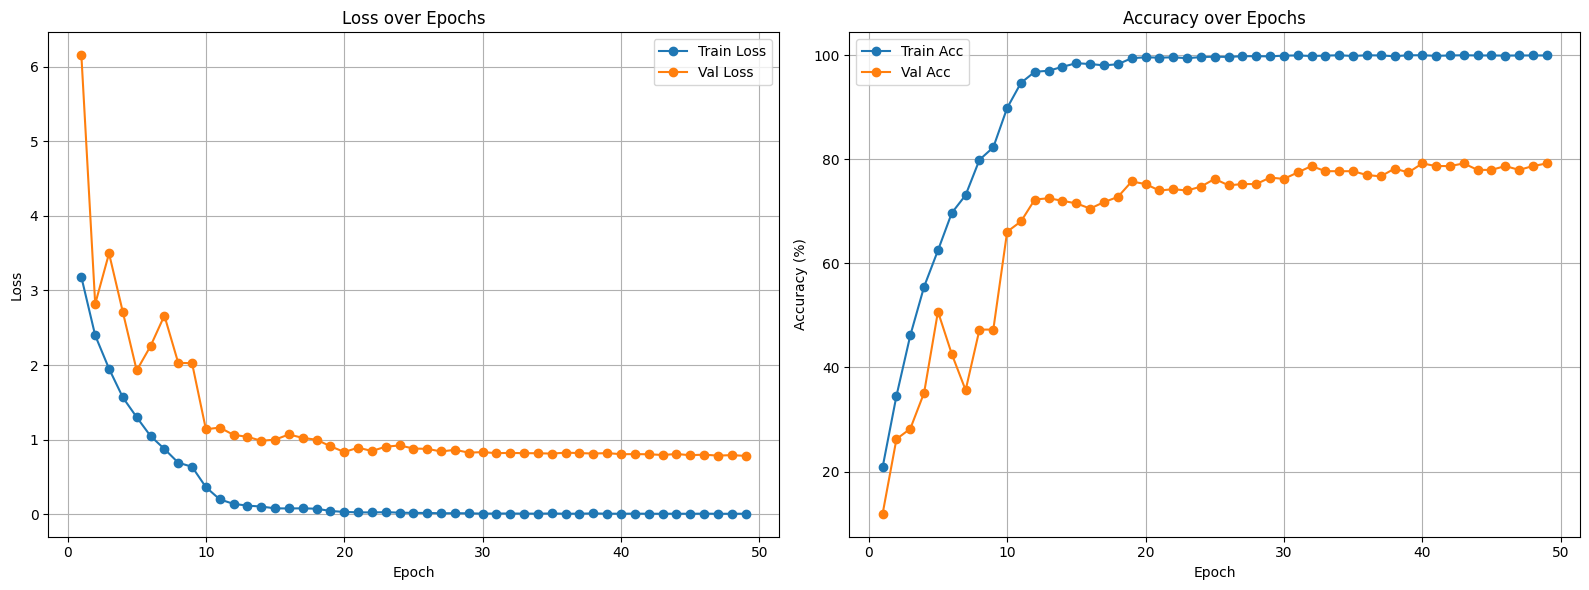 Loss over Epochs
Train Loss
Val Loss
6
5
4
3
2
1
0
Loss
0
10
20
30
40
50
Epoch
Accuracy over Epochs
Train Acc
Val Acc
100
80
60
40
20
Accuracy (%)
0
10
20
30
40
50
Epoch